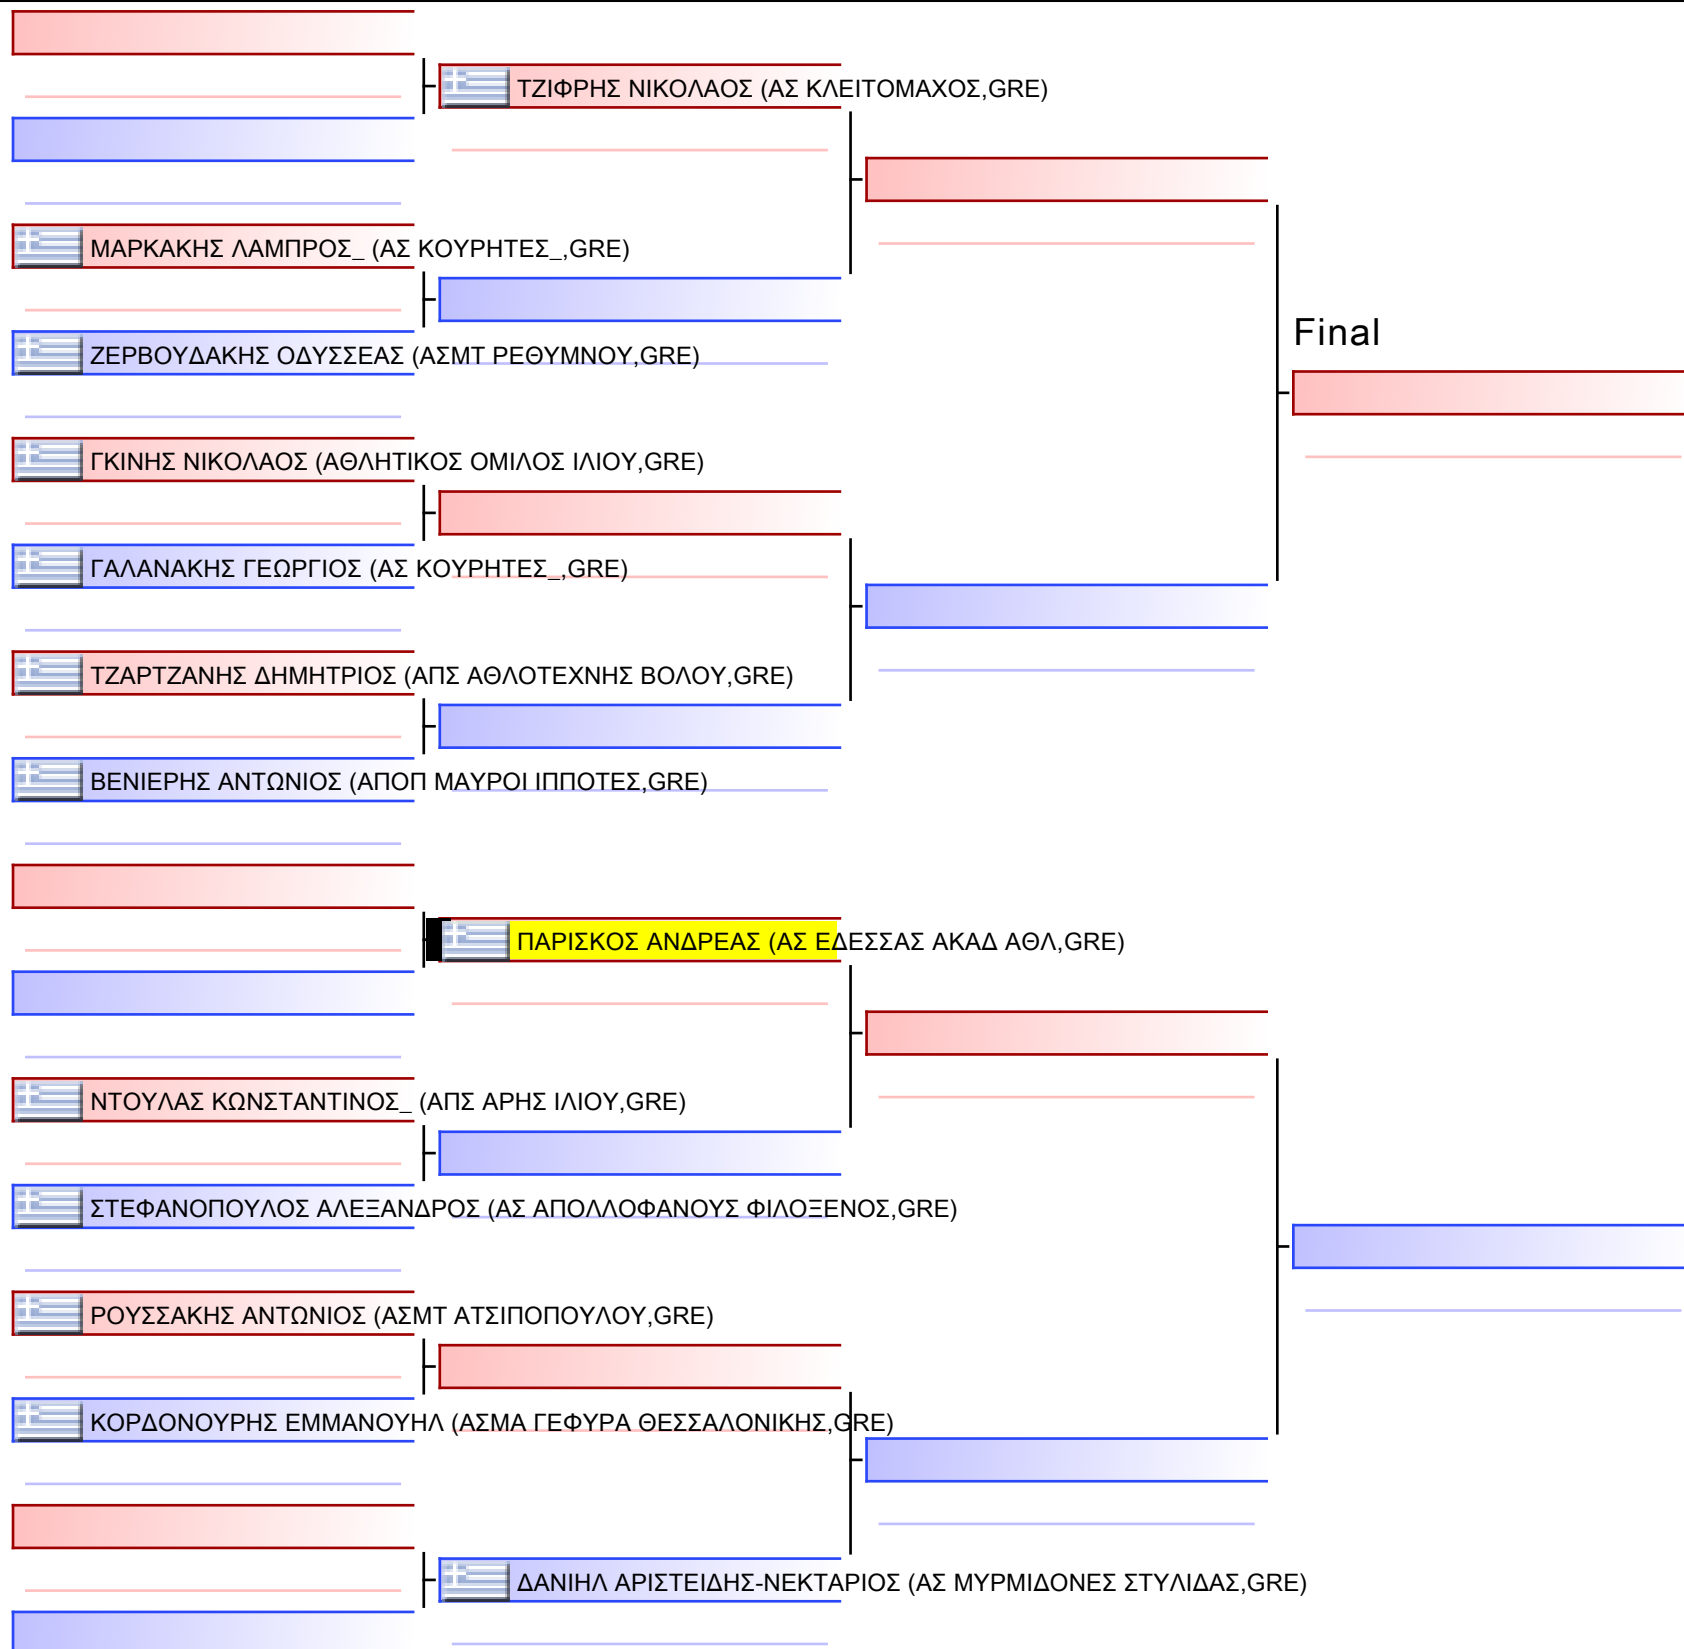 ΤΖΙΦΡΗΣ ΝΙΚΟΛΑΟΣ (ΑΣ ΚΛΕΙΤΟΜΑΧΟΣ,GRE)
ΜΑΡΚΑΚΗΣ ΛΑΜΠΡΟΣ_ (ΑΣ ΚΟΥΡΗΤΕΣ_,GRE)
Final
ΖΕΡΒΟΥΔΑΚΗΣ ΟΔΥΣΣΕΑΣ (ΑΣΜΤ ΡΕΘΥΜΝΟΥ,GRE)
ΓΚΙΝΗΣ ΝΙΚΟΛΑΟΣ (ΑΘΛΗΤΙΚΟΣ ΟΜΙΛΟΣ ΙΛΙΟΥ,GRE)
ΓΑΛΑΝΑΚΗΣ ΓΕΩΡΓΙΟΣ (ΑΣ ΚΟΥΡΗΤΕΣ_,GRE)
ΤΖΑΡΤΖΑΝΗΣ ΔΗΜΗΤΡΙΟΣ (ΑΠΣ ΑΘΛΟΤΕΧΝΗΣ ΒΟΛΟΥ,GRE)
ΒΕΝΙΕΡΗΣ ΑΝΤΩΝΙΟΣ (ΑΠΟΠ ΜΑΥΡΟΙ ΙΠΠΟΤΕΣ,GRE)
ΠΑΡΙΣΚΟΣ ΑΝΔΡΕΑΣ (ΑΣ ΕΔΕΣΣΑΣ ΑΚΑΔ ΑΘΛ,GRE)
ΝΤΟΥΛΑΣ ΚΩΝΣΤΑΝΤΙΝΟΣ_ (ΑΠΣ ΑΡΗΣ ΙΛΙΟΥ,GRE)
ΣΤΕΦΑΝΟΠΟΥΛΟΣ ΑΛΕΞΑΝΔΡΟΣ (ΑΣ ΑΠΟΛΛΟΦΑΝΟΥΣ ΦΙΛΟΞΕΝΟΣ,GRE)
ΡΟΥΣΣΑΚΗΣ ΑΝΤΩΝΙΟΣ (ΑΣΜΤ ΑΤΣΙΠΟΠΟΥΛΟΥ,GRE)
ΚΟΡΔΟΝΟΥΡΗΣ ΕΜΜΑΝΟΥΗΛ (ΑΣΜΑ ΓΕΦΥΡΑ ΘΕΣΣΑΛΟΝΙΚΗΣ,GRE)
ΔΑΝΙΗΛ ΑΡΙΣΤΕΙΔΗΣ-ΝΕΚΤΑΡΙΟΣ (ΑΣ ΜΥΡΜΙΔΟΝΕΣ ΣΤΥΛΙΔΑΣ,GRE)